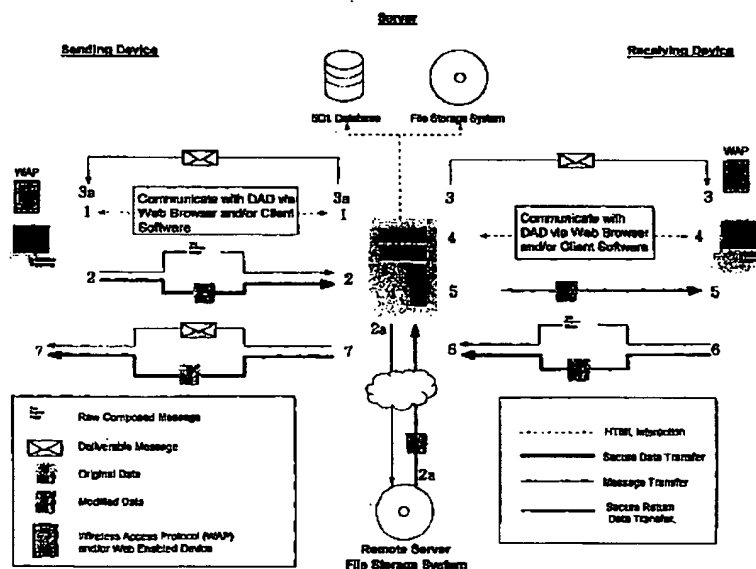 Server
Sending Device
Receiving Device
SQL Database
File Storage System
WAP
WAP
3a
3a
3
3
1
Communicate with DAD via
Web Browser and/or Client
Software
1
4
Communicate with
DAD via Web Browser
and/or Client Software
4
2
2
5
5
2a
7
7
6
6
2a
Raw Composed Message
Deliverable Message
Original Data
Modified Data
Wireless Access Protocol (WAP)
and/or Web Enabled Device
HTML Interaction
Secure Data Transfer
Message Transfer
Secure Return
Data Transfer.
Remote Server
File Storage System